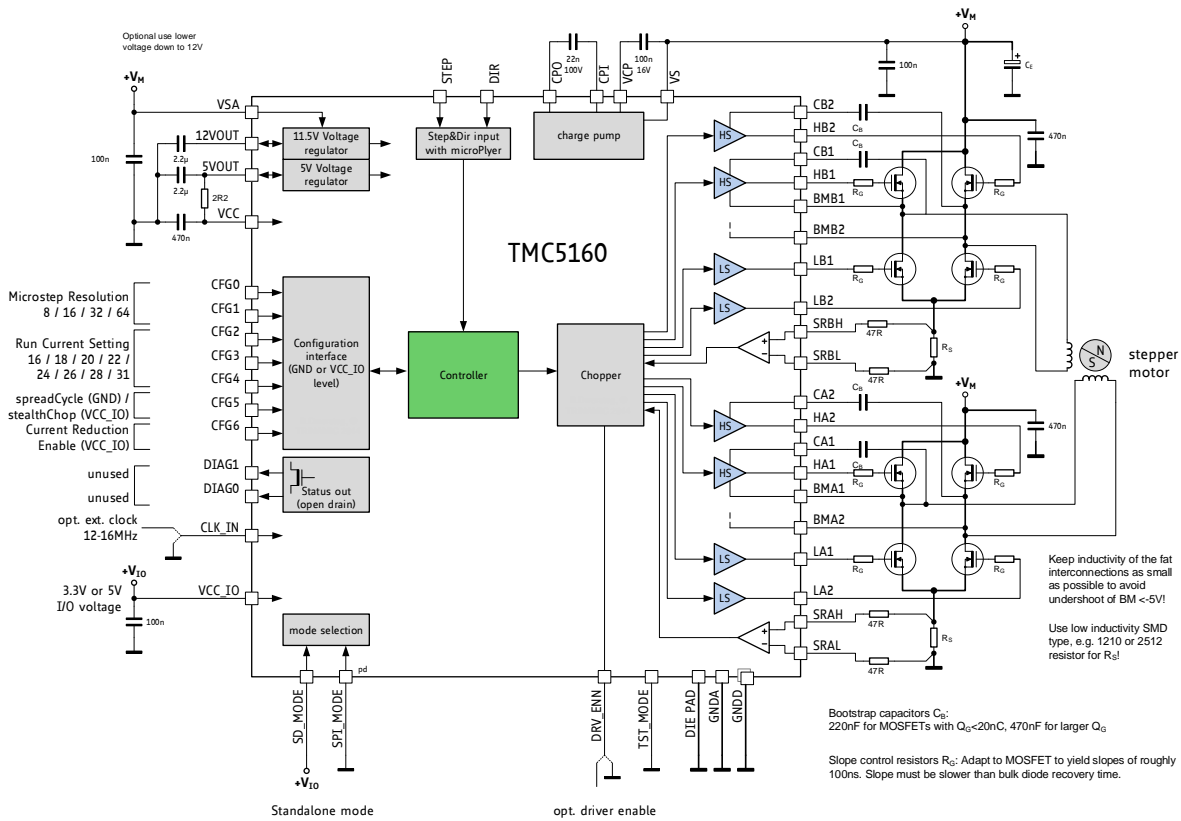 +VM
Optional use lower
voltage down to 12V
+VM
STEP
DIR
CPO
22n
100V
CPI
VCP
100n
16V
VS
100n
CE
VSA
12VOUT
11.5V Voltage
regulator
5VOUT
5V Voltage
regulator
100n
2.2µ
2.2µ
2R2
VCC
470n
Step&Dir input
with microPlyer
charge pump
TMC5160
HS
HS
LS
LS
CB2
HB2
CB
CB
CB1
HB1
BMB1
BMB2
LB1
LB2
SRBH
SRBL
RG
RG
RG
RG
470n
47R
47R
RS
+VM
N
S
stepper
motor
Microstep Resolution
8 / 16 / 32 / 64
Run Current Setting
16 / 18 / 20 / 22 /
24 / 26 / 28 / 31
spreadCycle (GND) /
stealthChop (VCC_IO)
Current Reduction
Enable (VCC_IO)
CFG0
CFG1
CFG2
CFG3
CFG4
CFG5
CFG6
Configuration
interface
(GND or VCC_IO
level)
Controller
Chopper
unused
unused
DIAG1
DIAG0
Status out
(open drain)
opt. ext. clock
12-16MHz
CLK_IN
+VIO
3.3V or 5V
I/O voltage
VCC_IO
100n
mode selection
HS
HS
LS
LS
CA2
HA2
CB
CA1
HA1
CB
BMA1
BMA2
LA1
LA2
SRAH
SRAL
RG
RG
RG
RG
470n
47R
47R
RS
Keep inductivity of the fat
interconnections as small
as possible to avoid
undershoot of BM <-5V!
Use low inductivity SMD
type, e.g. 1210 or 2512
resistor for RS!
pd
SD_MODE
SPI_MODE
DRV_ENN
TST_MODE
DIE PAD
GNDA
GNDD
+VIO
Standalone mode
opt. driver enable
Bootstrap capacitors CB:
220nF for MOSFETs with QG<20nC, 470nF for larger QG
Slope control resistors RG: Adapt to MOSFET to yield slopes of roughly
100ns. Slope must be slower than bulk diode recovery time.